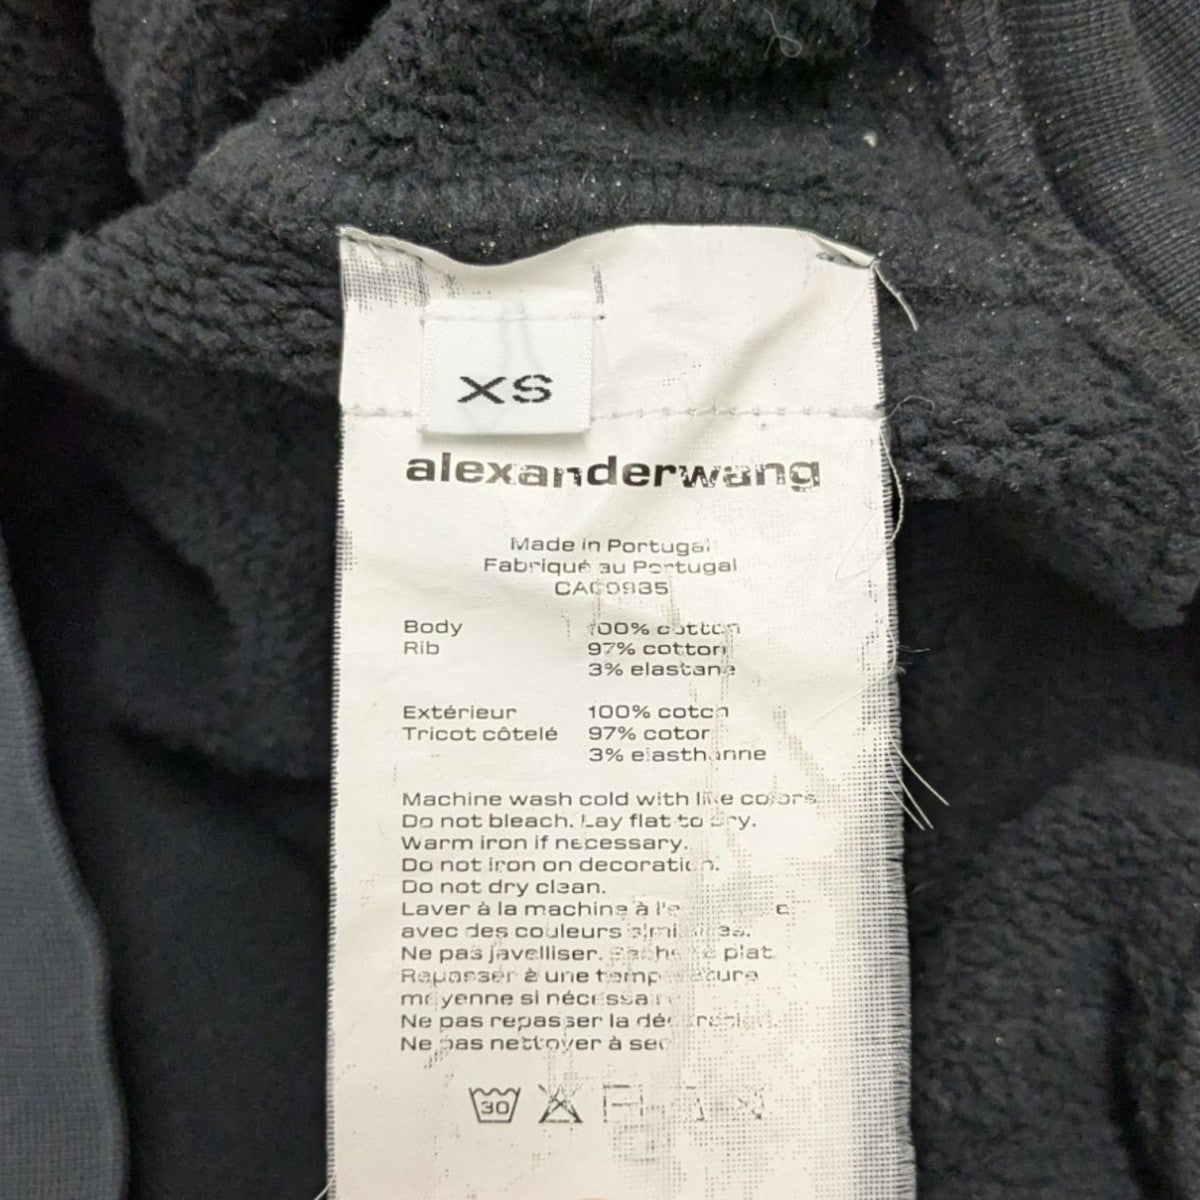 XS
alexanderwang
Made in Portugal
Fabriqué au Portugal
CA
Body 100% cotton
Rib 97% cotton
3% elastane
Extérieur 100% coton
Tricot côtelé 97% coton
3% elasthanne
Machine wash cold with like colors
Do not bleach. Lay flat to dry.
Warm iron if necessary.
Do not iron on decoration.
Do not dry clean.
Laver à la machine à
avec des couleurs similaires.
Ne pas javelliser. Sécher à plat.
Repasser à une température
moyenne si nécessaire
Ne pas repasser la décoration.
Ne pas nettoyer à sec
30